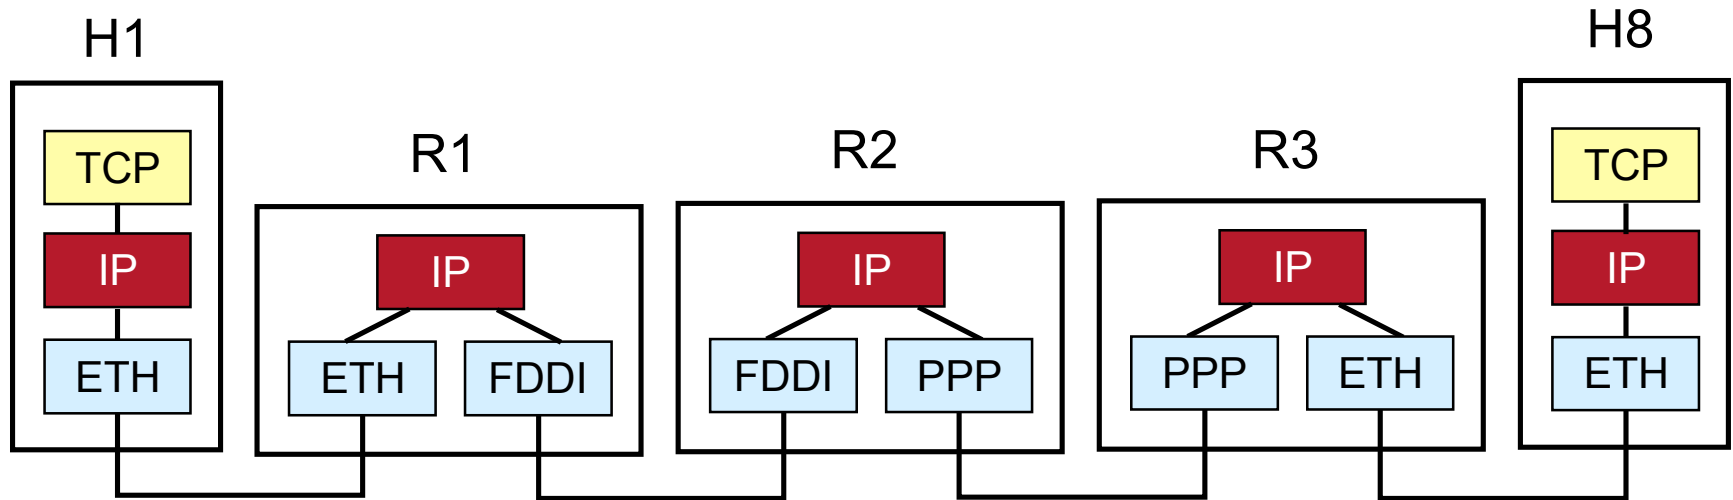 H1
H8
R1
R2
R3
TCP
TCP
IP
IP
IP
IP
IP
ETH
ETH
FDDI
FDDI
PPP
PPP
ETH
ETH